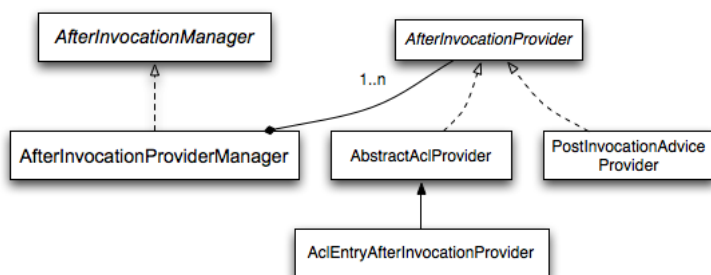 AfterInvocationManager
AfterInvocationProvider
1..n
AfterInvocationProviderManager
AbstractAclProvider
PostInvocationAdvice
Provider
AclEntryAfterInvocationProvider